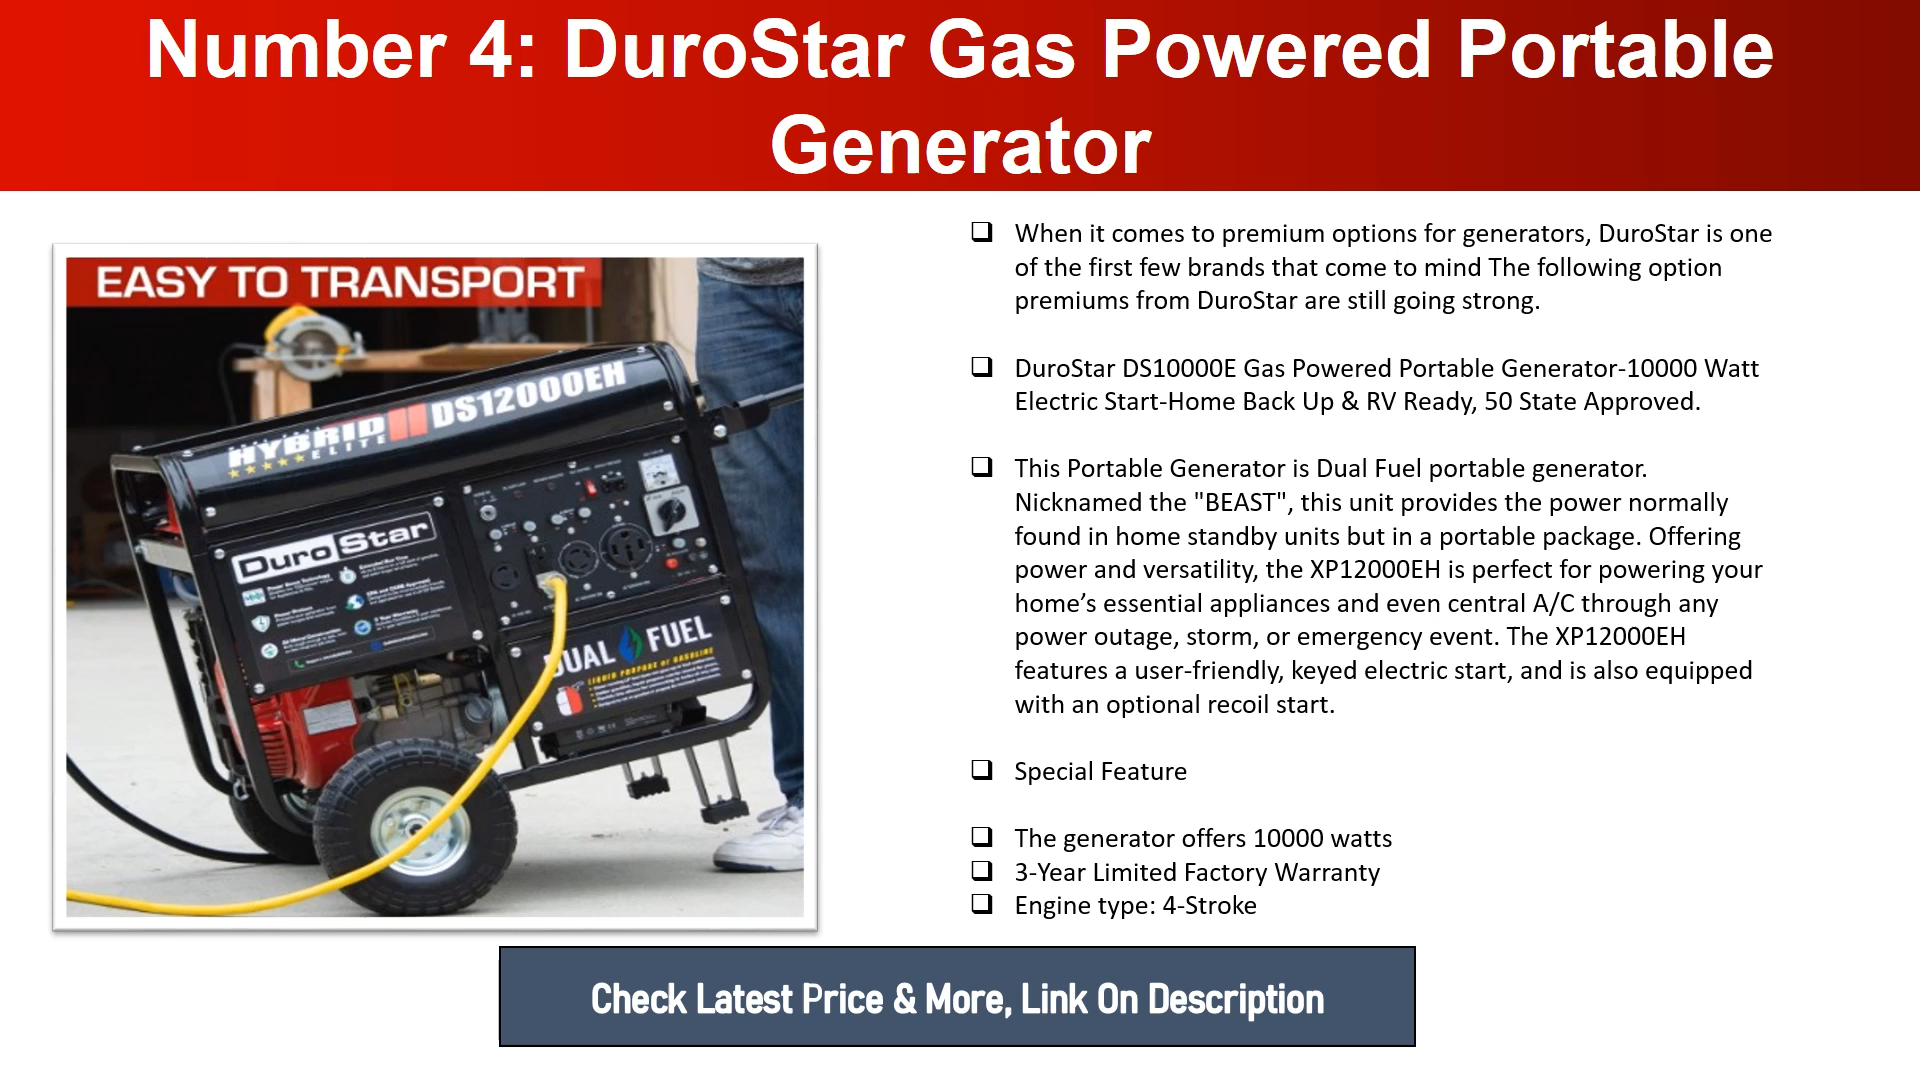 Number 4: DuroStar Gas Powered Portable
Generator
EASY TO TRANSPORT
HYBRID II DS12000EH
ELITE
DuroStar
DUAL FUEL
LIQUID PROPANE OR GASOLINE
When it comes to premium options for generators, DuroStar is one
of the first few brands that come to mind The following option
premiums from DuroStar are still going strong.
DuroStar DS10000E Gas Powered Portable Generator-10000 Watt
Electric Start-Home Back Up & RV Ready, 50 State Approved.
This Portable Generator is Dual Fuel portable generator.
Nicknamed the "BEAST", this unit provides the power normally
found in home standby units but in a portable package. Offering
power and versatility, the XP12000EH is perfect for powering your
home’s essential appliances and even central A/C through any
power outage, storm, or emergency event. The XP12000EH
features a user-friendly, keyed electric start, and is also equipped
with an optional recoil start.
Special Feature
The generator offers 10000 watts
3-Year Limited Factory Warranty
Engine type: 4-Stroke
Check Latest Price & More, Link On Description